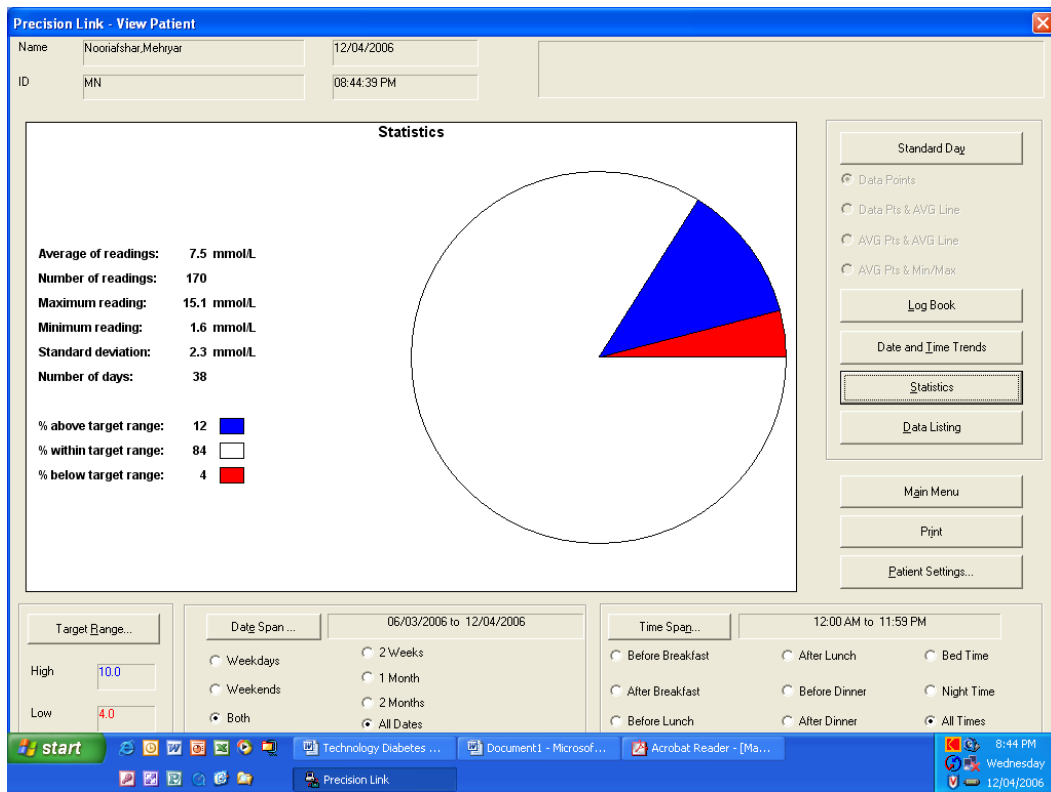 Precision Link - View Patient
Name Nooriafshar,Mehryar 12/04/2006
ID MN 08:44:39 PM
Statistics
Average of readings: 7.5 mmol/L
Number of readings: 170
Maximum reading: 15.1 mmol/L
Minimum reading: 1.6 mmol/L
Standard deviation: 2.3 mmol/L
Number of days: 38
% above target range: 12
% within target range: 84
% below target range: 4
Standard Day
Data Points
Data Pts & AVG Line
AVG Pts & AVG Line
AVG Pts & Min/Max
Log Book
Date and Time Trends
Statistics
Data Listing
Main Menu
Print
Patient Settings...
Target Range...
High 10.0
Low 4.0
Date Span ... 06/03/2006 to 12/04/2006
Weekdays
Weekends
Both
2 Weeks
1 Month
2 Months
All Dates
Time Span... 12:00 AM to 11:59 PM
Before Breakfast After Lunch Bed Time
After Breakfast Before Dinner Night Time
Before Lunch After Dinner All Times
start Technology Diabetes ... Document1 - Microsof... Acrobat Reader - [Ma... 8:44 PM
Wednesday
Precision Link 12/04/2006